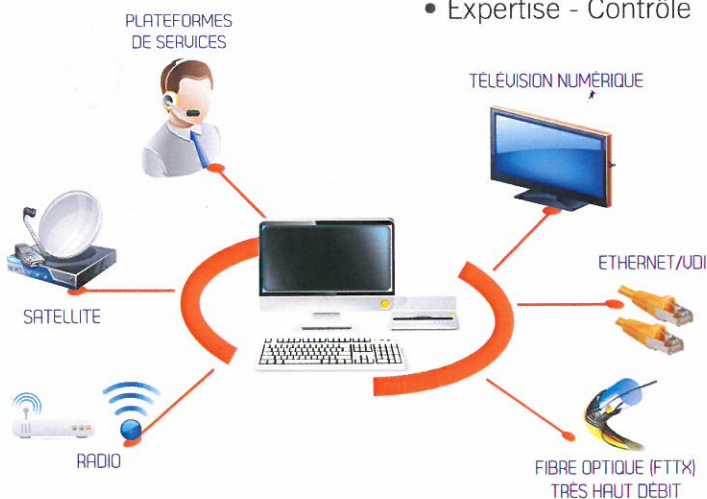 • Expertise - Contrôle
PLATEFORMES
DE SERVICES
TÉLÉVISION NUMÉRIQUE
SATELLITE
ETHERNET/VDI
RADIO
FIBRE OPTIQUE (FTTX)
TRÈS HAUT DÉBIT